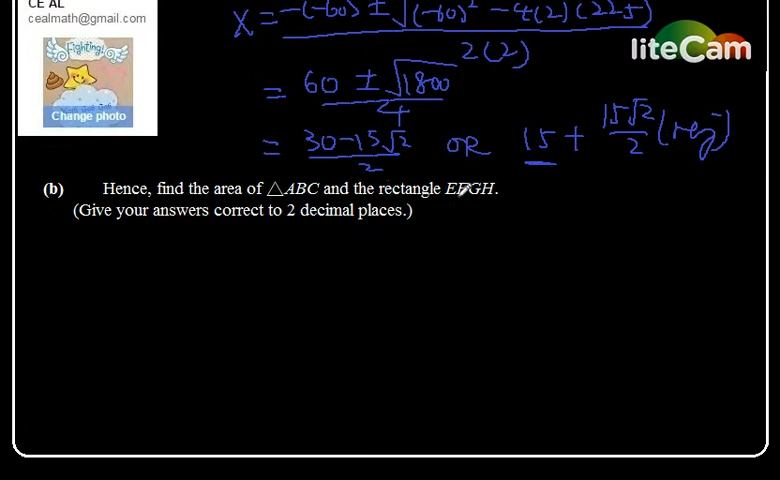 CE AL
cealmath@gmail.com
Fighting!
Change photo
liteCam
X = -(-60) ± √(-60)² - 4(2)(225)
2(2)
= 60 ± √1800
4
= 30-15√2 OR 15 + 15√2 (rej)
2 2
(b) Hence, find the area of △ABC and the rectangle EFGH.
(Give your answers correct to 2 decimal places.)